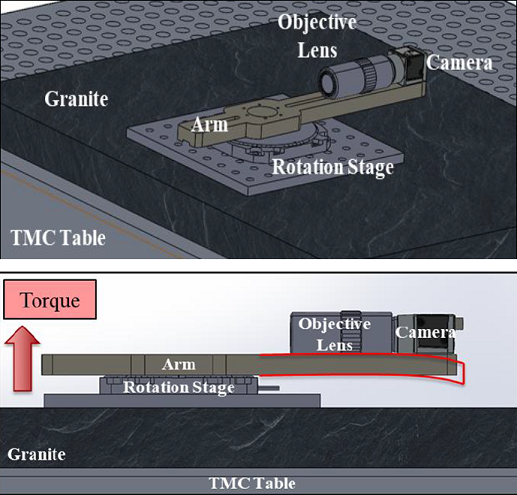 Objective
Lens
Camera
Granite
Arm
Rotation Stage
TMC Table
Torque
Objective
Lens
Camera
Arm
Rotation Stage
Granite
TMC Table